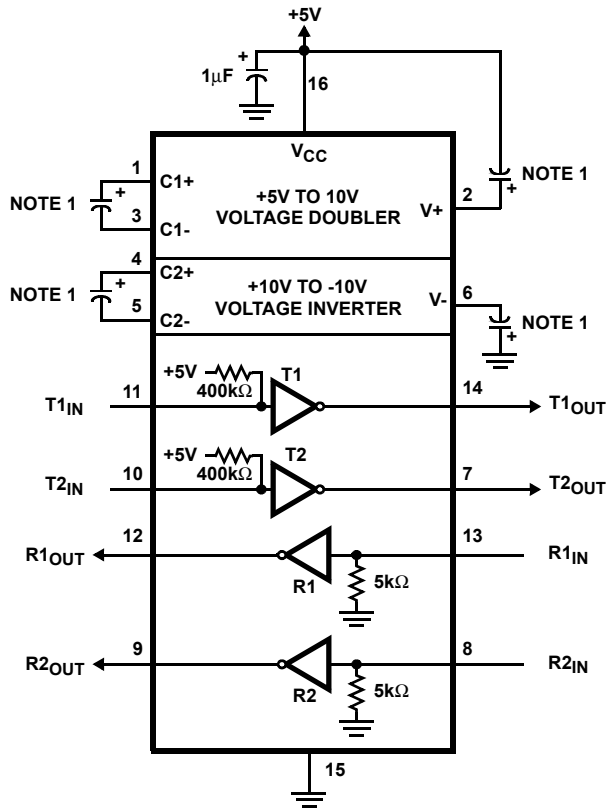 +5V
1µF
+
16
VCC
1
C1+
NOTE 1
+
3
C1-
+5V TO 10V
VOLTAGE DOUBLER
V+
2
NOTE 1
+
4
C2+
NOTE 1
+
5
C2-
+10V TO -10V
VOLTAGE INVERTER
V-
6
NOTE 1
+
+5V
400kΩ
T1
T1IN
11
14
T1OUT
+5V
400kΩ
T2
T2IN
10
7
T2OUT
R1OUT
12
R1
5kΩ
13
R1IN
R2OUT
9
R2
5kΩ
8
R2IN
15